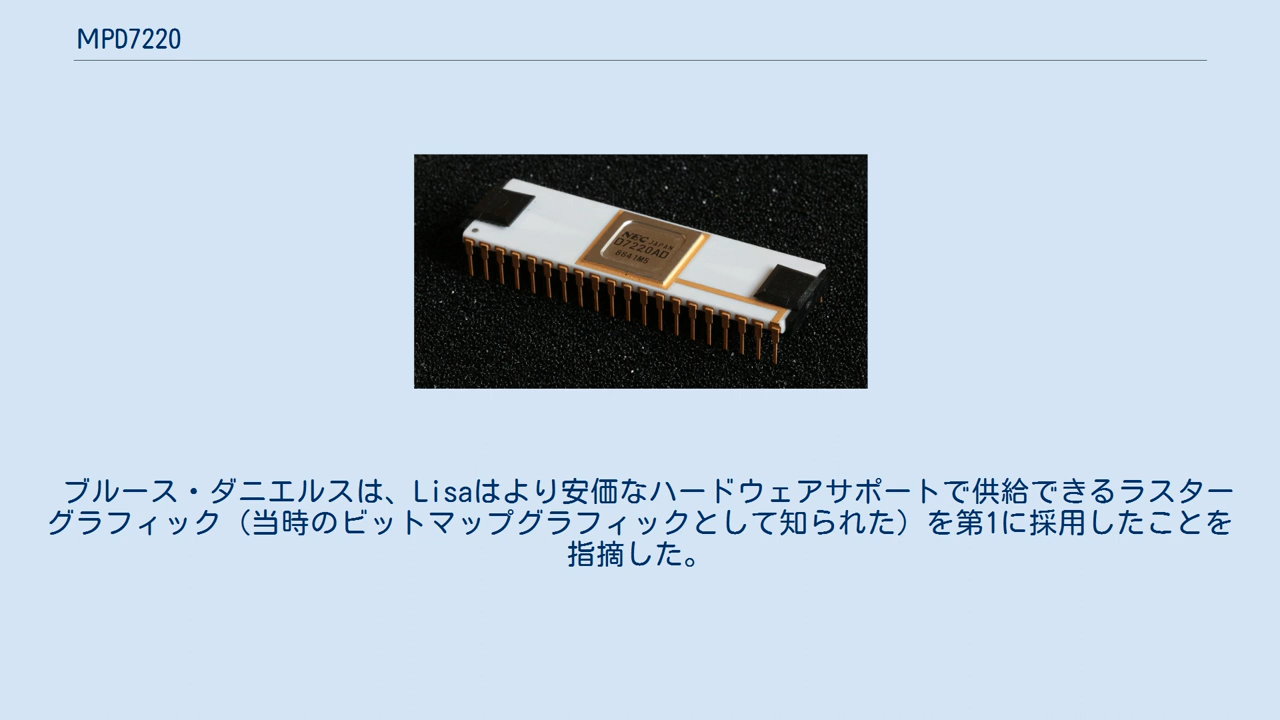 MPD7220
NEC JAPAN
D7220AD
8641M5
ブルース・ダニエルスは、Lisaはより安価なハードウェアサポートで供給できるラスター
グラフィック（当時のビットマップグラフィックとして知られた）を第1に採用したことを
指摘した。